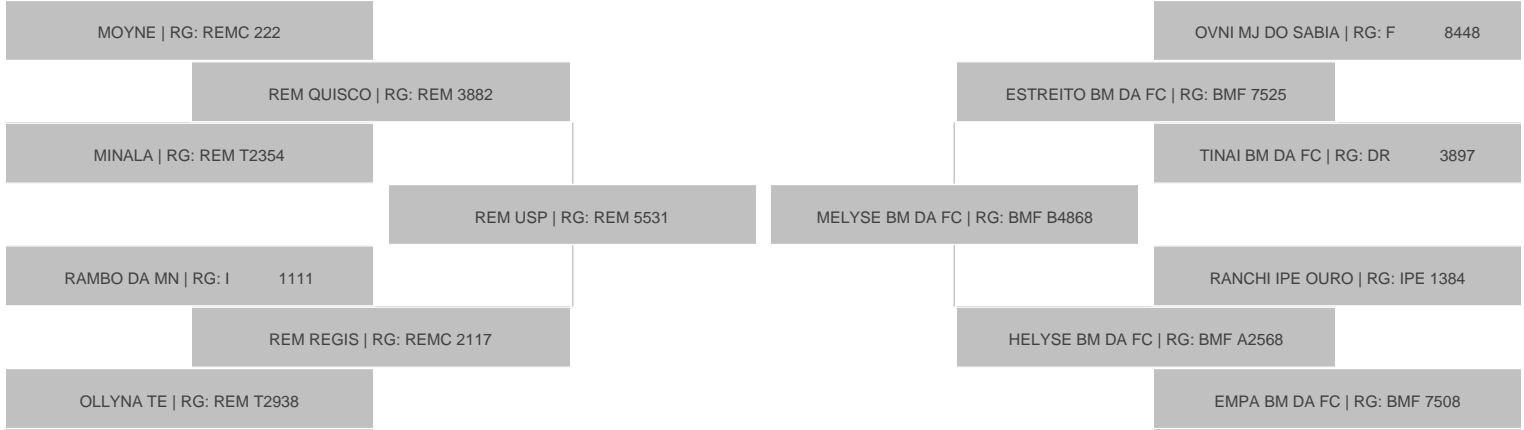 MOYNE | RG: REMC 222
OVNI MJ DO SABIA | RG: F 8448
REM QUISCO | RG: REM 3882
ESTREITO BM DA FC | RG: BMF 7525
MINALA | RG: REM T2354
TINAI BM DA FC | RG: DR 3897
REM USP | RG: REM 5531
MELYSE BM DA FC | RG: BMF B4868
RAMBO DA MN | RG: I 1111
RANCHI IPE OURO | RG: IPE 1384
REM REGIS | RG: REMC 2117
HELYSE BM DA FC | RG: BMF A2568
OLLYNA TE | RG: REM T2938
EMPA BM DA FC | RG: BMF 7508